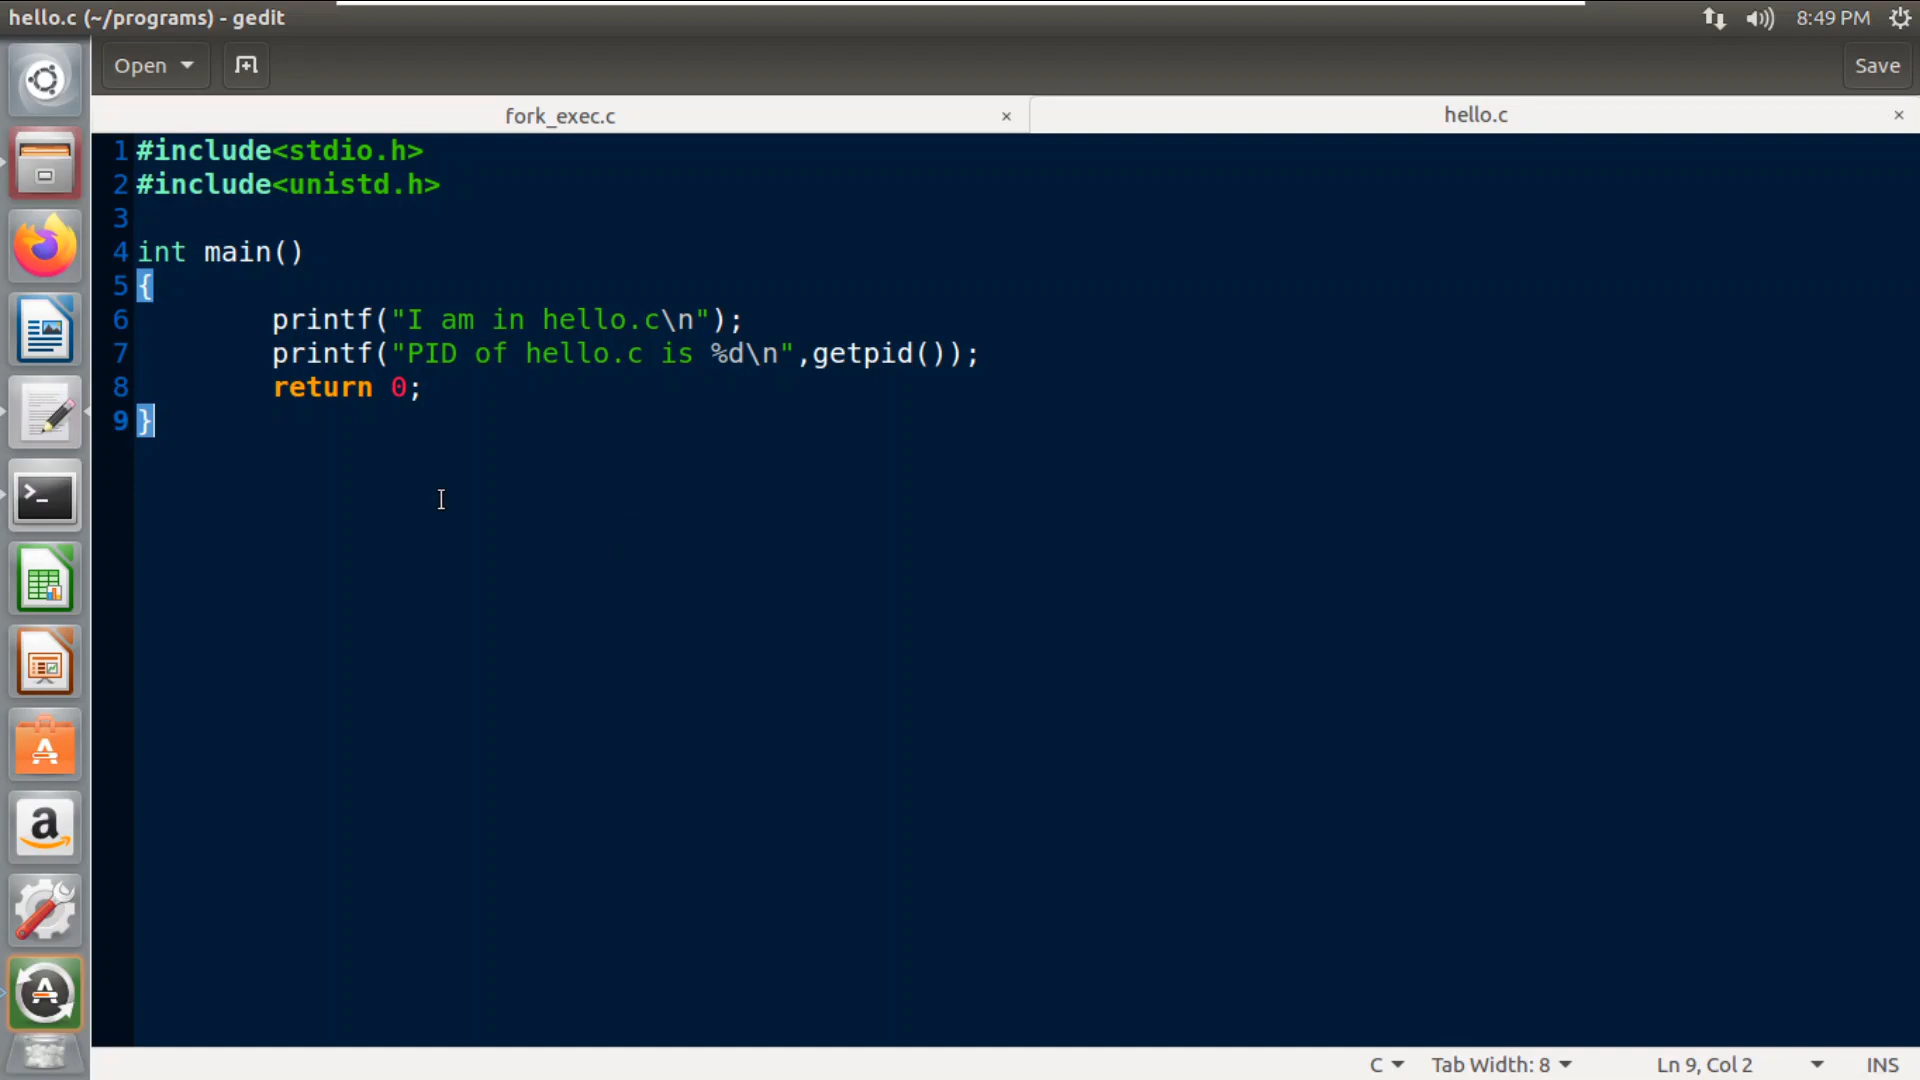 hello.c (~/programs) - gedit
8:49 PM
Open
Save
fork_exec.c ×
hello.c ×
1 #include<stdio.h>
2 #include<unistd.h>
3
4 int main()
5 {
6         printf("I am in hello.c\n");
7         printf("PID of hello.c is %d\n",getpid());
8         return 0;
9 }
C
Tab Width: 8
Ln 9, Col 2
INS